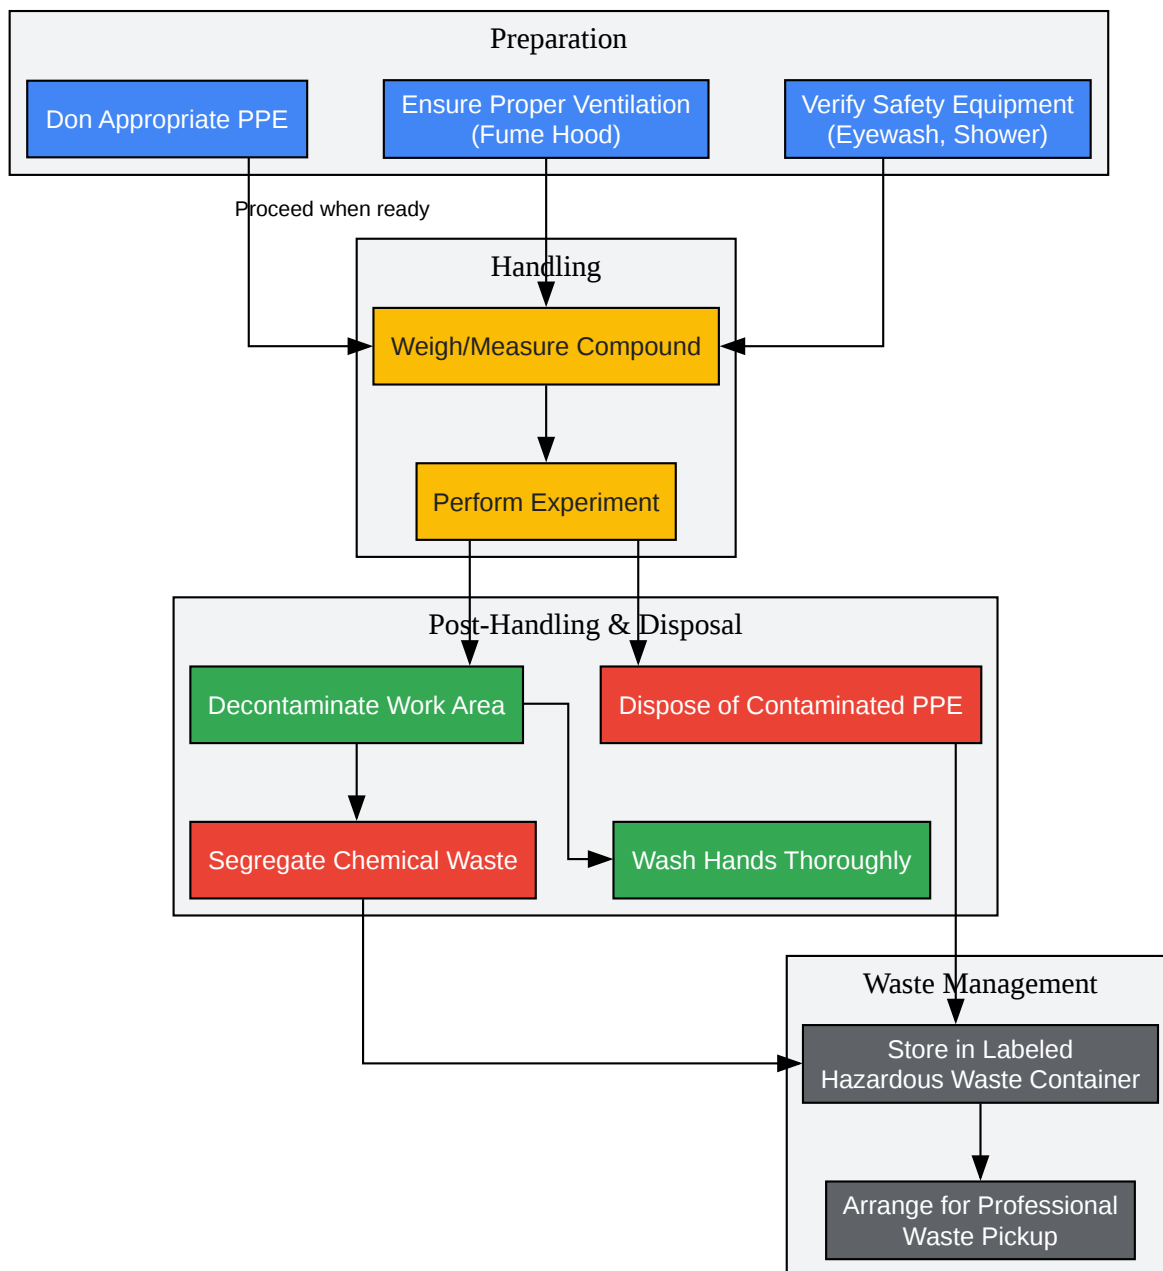 Preparation
Don Appropriate PPE
Ensure Proper Ventilation
(Fume Hood)
Verify Safety Equipment
(Eyewash, Shower)
Proceed when ready
Handling
Weigh/Measure Compound
Perform Experiment
Post-Handling & Disposal
Decontaminate Work Area
Dispose of Contaminated PPE
Segregate Chemical Waste
Wash Hands Thoroughly
Waste Management
Store in Labeled
Hazardous Waste Container
Arrange for Professional
Waste Pickup